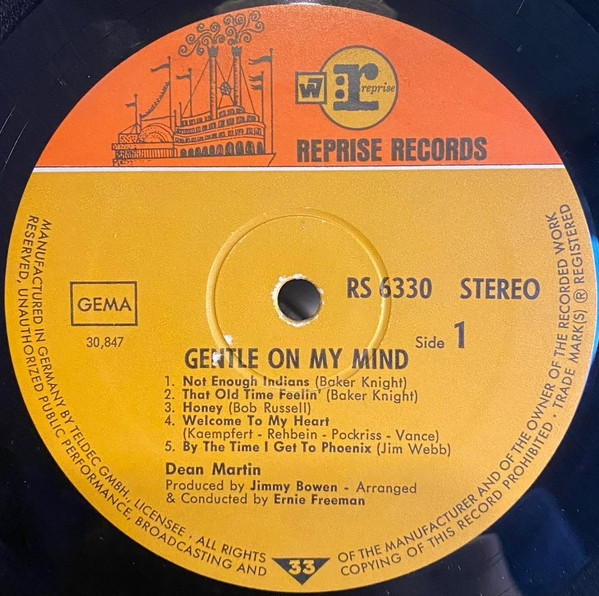 W7
r
reprise
REPRISE RECORDS
RS 6330 STEREO
GEMA
30,847
Side 1
GENTLE ON MY MIND
1. Not Enough Indians (Baker Knight)
2. That Old Time Feelin' (Baker Knight)
3. Honey (Bob Russell)
4. Welcome To My Heart
(Kaempfert - Rehbein - Pockriss - Vance)
5. By The Time I Get To Phoenix (Jim Webb)
Dean Martin
Produced by Jimmy Bowen - Arranged
& Conducted by Ernie Freeman
33
MANUFACTURED IN GERMANY BY TELDEC GMBH., LICENSEE · ALL RIGHTS OF THE MANUFACTURER AND OF THE OWNER OF THE RECORDED WORK
RESERVED, UNAUTHORIZED PUBLIC PERFORMANCE, BROADCASTING AND COPYING OF THIS RECORD PROHIBITED · TRADE MARK(S) ® REGISTERED